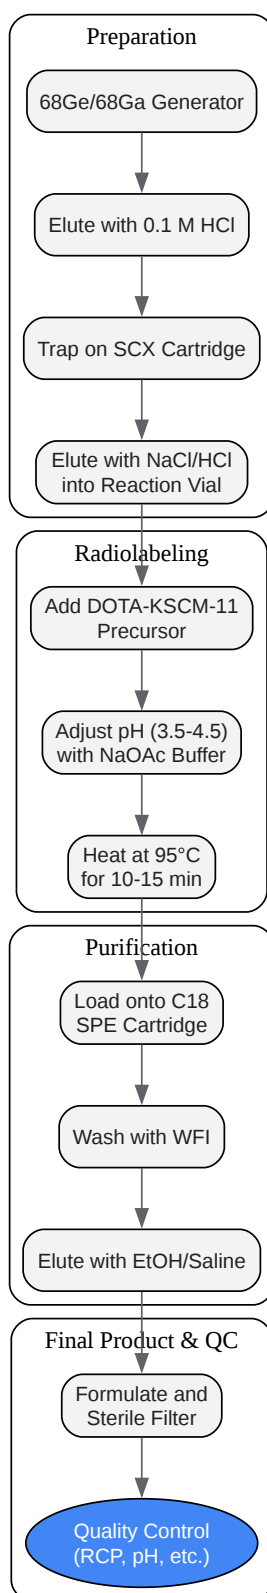 Preparation
68Ge/68Ga Generator
Elute with 0.1 M HCl
Trap on SCX Cartridge
Elute with NaCl/HCl
into Reaction Vial
Radiolabeling
Add DOTA-KSCM-11
Precursor
Adjust pH (3.5-4.5)
with NaOAc Buffer
Heat at 95°C
for 10-15 min
Purification
Load onto C18
SPE Cartridge
Wash with WFI
Elute with EtOH/Saline
Final Product & QC
Formulate and
Sterile Filter
Quality Control
(RCP, pH, etc.)